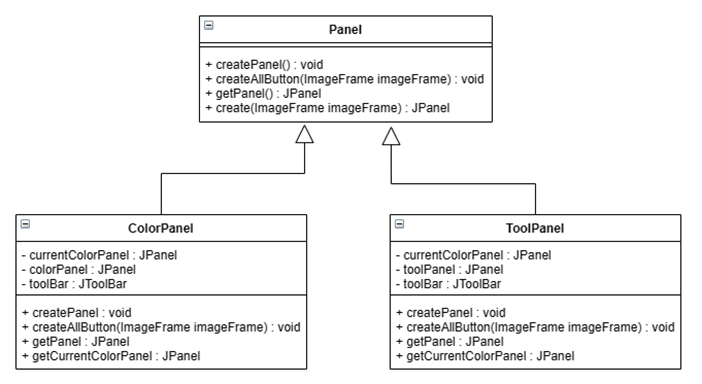 Panel
+ createPanel() : void
+ createAllButton(ImageFrame imageFrame) : void
+ getPanel() : JPanel
+ create(ImageFrame imageFrame) : JPanel
ColorPanel
- currentColorPanel : JPanel
- colorPanel : JPanel
- toolBar : JToolBar
+ createPanel : void
+ createAllButton(ImageFrame imageFrame) : void
+ getPanel : JPanel
+ getCurrentColorPanel : JPanel
ToolPanel
- currentColorPanel : JPanel
- toolPanel : JPanel
- toolBar : JToolBar
+ createPanel : void
+ createAllButton(ImageFrame imageFrame) : void
+ getPanel : JPanel
+ getCurrentColorPanel : JPanel